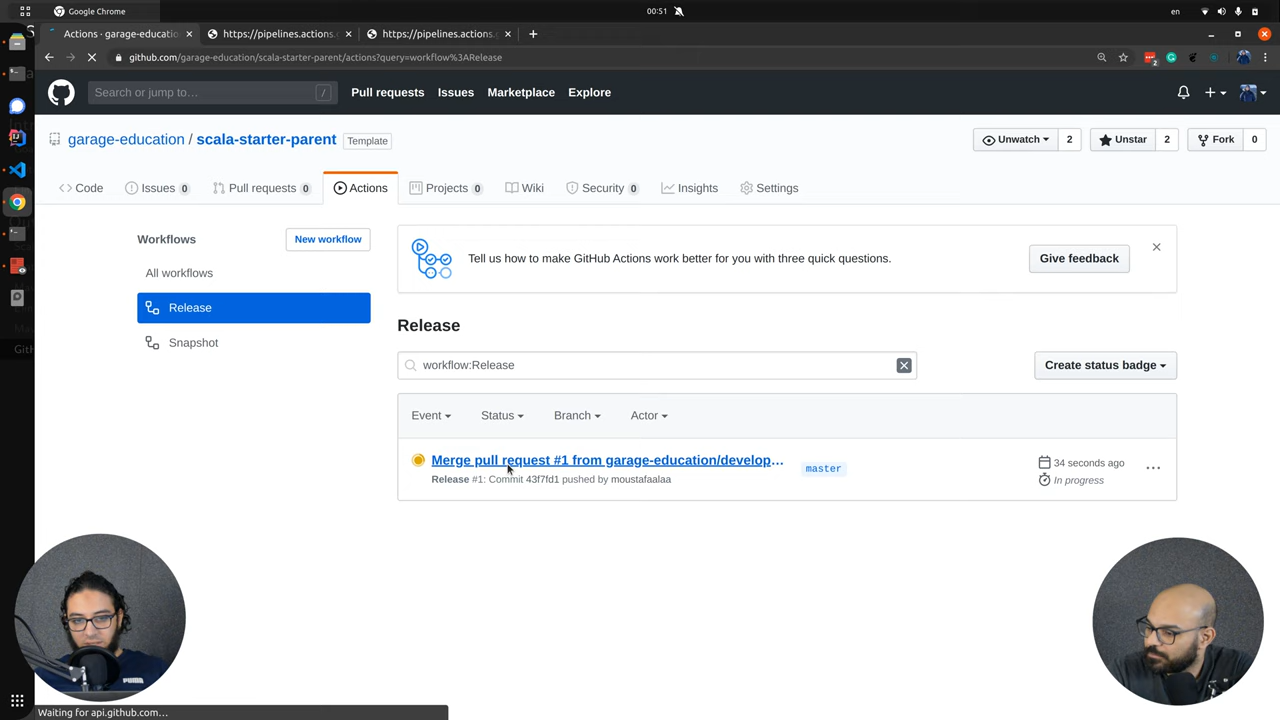 Google Chrome
00:51
en
Actions · garage-educatio
https://pipelines.actions.g
https://pipelines.actions.g
github.com/garage-education/scala-starter-parent/actions?query=workflow%3ARelease
2
Search or jump to…
/
Pull requests
Issues
Marketplace
Explore
garage-education / scala-starter-parent
Template
Unwatch
2
Unstar
2
Fork
0
Code
Issues 0
Pull requests 0
Actions
Projects 0
Wiki
Security 0
Insights
Settings
Workflows
New workflow
All workflows
Release
Snapshot
Tell us how to make GitHub Actions work better for you with three quick questions.
Give feedback
Release
workflow:Release
Create status badge
Event
Status
Branch
Actor
Merge pull request #1 from garage-education/develop…
master
34 seconds ago
Release #1: Commit 43f7fd1 pushed by moustafaalaa
In progress
PUMA
Waiting for api.github.com…